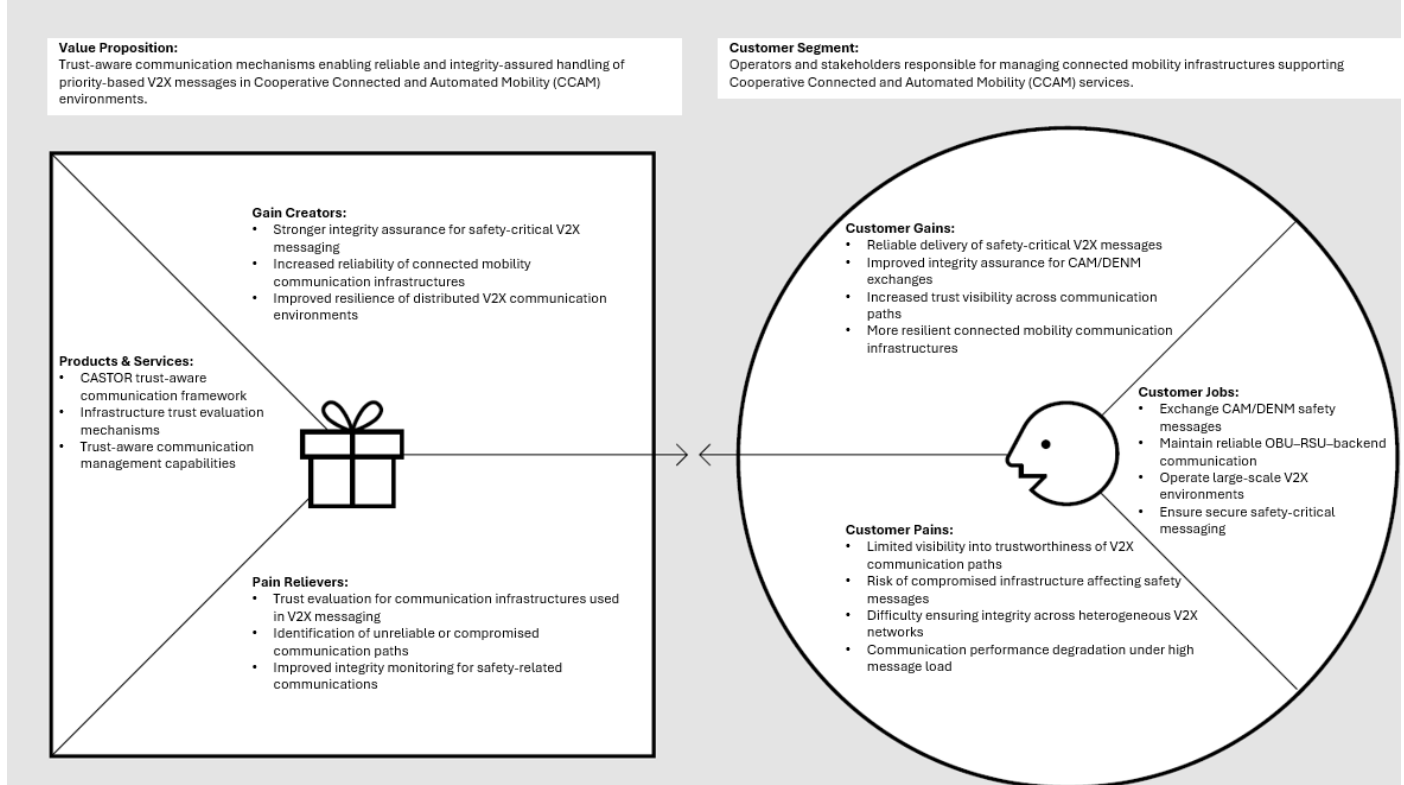 Value Proposition:
Trust-aware communication mechanisms enabling reliable and integrity-assured handling of
priority-based V2X messages in Cooperative Connected and Automated Mobility (CCAM)
environments.
Customer Segment:
Operators and stakeholders responsible for managing connected mobility infrastructures supporting
Cooperative Connected and Automated Mobility (CCAM) services.
Gain Creators:
• Stronger integrity assurance for safety-critical V2X
messaging
• Increased reliability of connected mobility
communication infrastructures
• Improved resilience of distributed V2X communication
environments
Products & Services:
• CASTOR trust-aware
communication framework
• Infrastructure trust evaluation
mechanisms
• Trust-aware communication
management capabilities
Pain Relievers:
• Trust evaluation for communication infrastructures used
in V2X messaging
• Identification of unreliable or compromised
communication paths
• Improved integrity monitoring for safety-related
communications
Customer Gains:
• Reliable delivery of safety-critical V2X messages
• Improved integrity assurance for CAM/DENM
exchanges
• Increased trust visibility across communication
paths
• More resilient connected mobility communication
infrastructures
Customer Jobs:
• Exchange CAM/DENM safety
messages
• Maintain reliable OBU–RSU–backend
communication
• Operate large-scale V2X
environments
• Ensure secure safety-critical
messaging
Customer Pains:
• Limited visibility into trustworthiness of V2X
communication paths
• Risk of compromised infrastructure affecting safety
messages
• Difficulty ensuring integrity across heterogeneous V2X
networks
• Communication performance degradation under high
message load